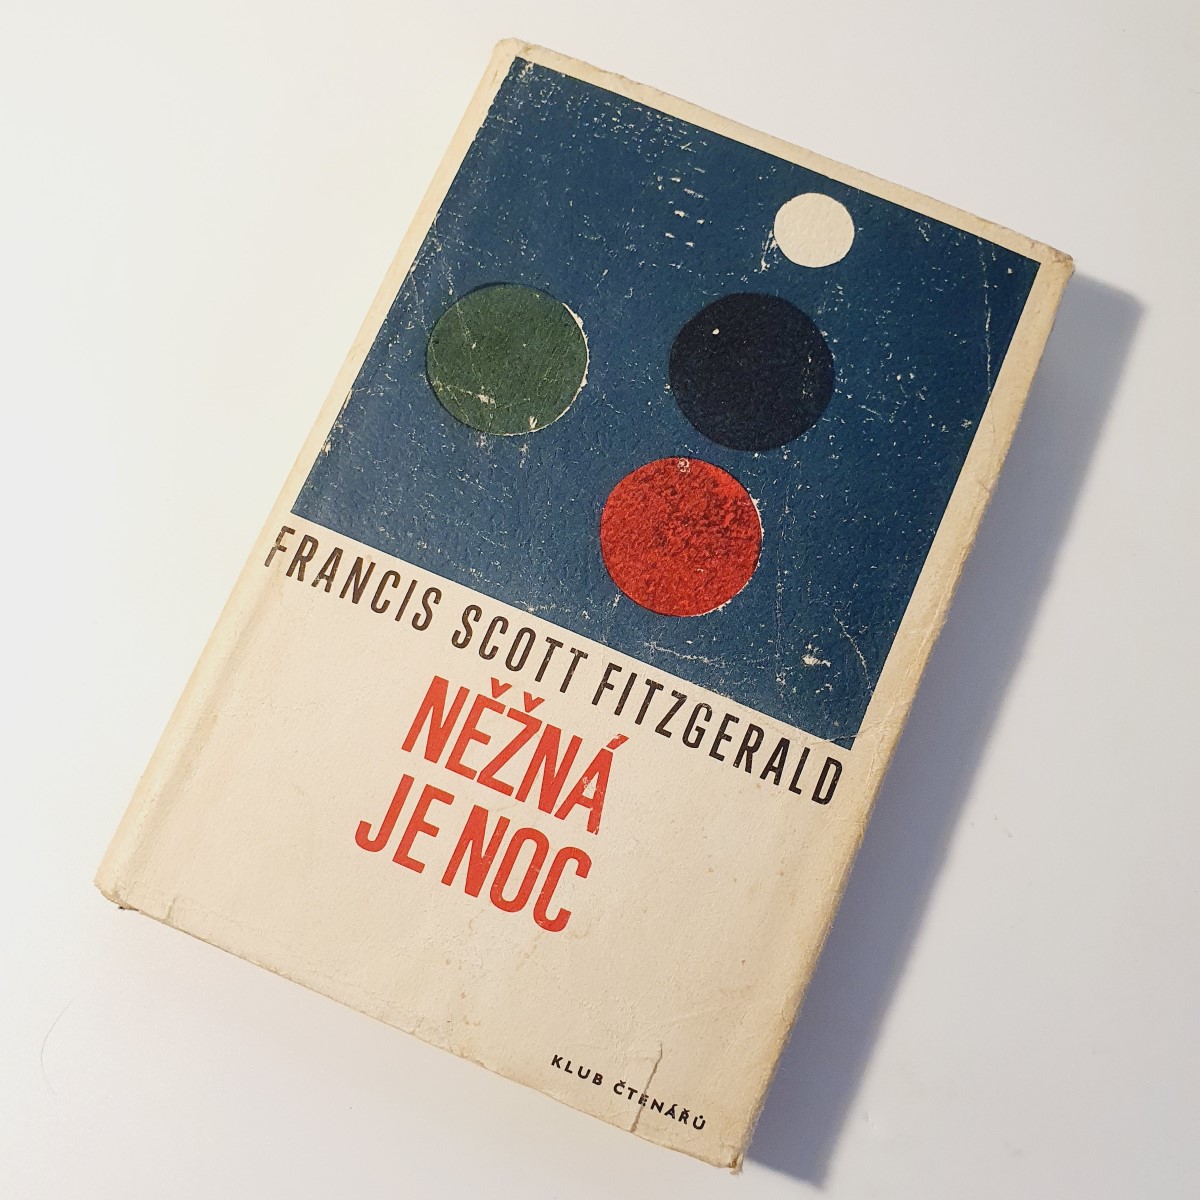 FRANCIS SCOTT FITZGERALD
NĚŽNÁ
JE NOC
KLUB ČTENÁŘŮ